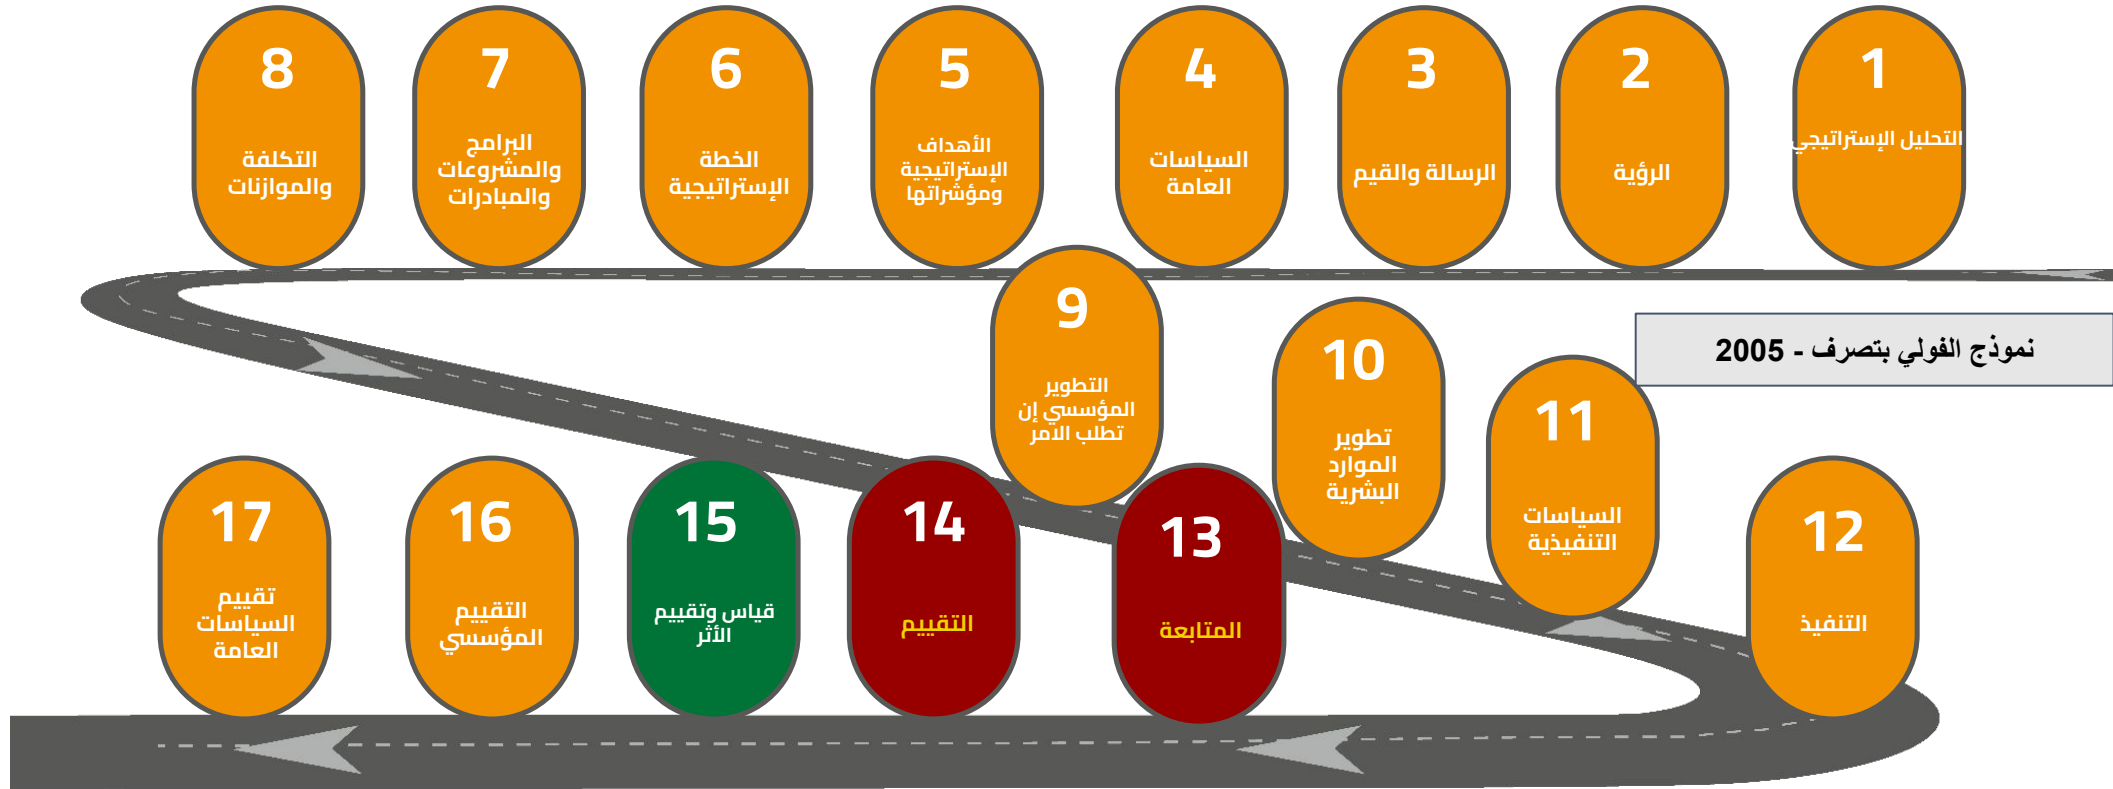 1
التحليل الإستراتيجي
2
الرؤية
3
الرسالة والقيم
4
السياسات
العامة
5
الأهداف
الإستراتيجية
ومؤشراتها
6
الخطة
الإستراتيجية
7
البرامج
والمشروعات
والمبادرات
8
التكلفة
والموازنات
9
التطوير
المؤسسي إن
تطلب الامر
10
تطوير
الموارد
البشرية
11
السياسات
التنفيذية
نموذج الفولي بتصرف - 2005
12
التنفيذ
13
المتابعة
14
التقييم
15
قياس وتقييم
الأثر
16
التقييم
المؤسسي
17
تقييم
السياسات
العامة